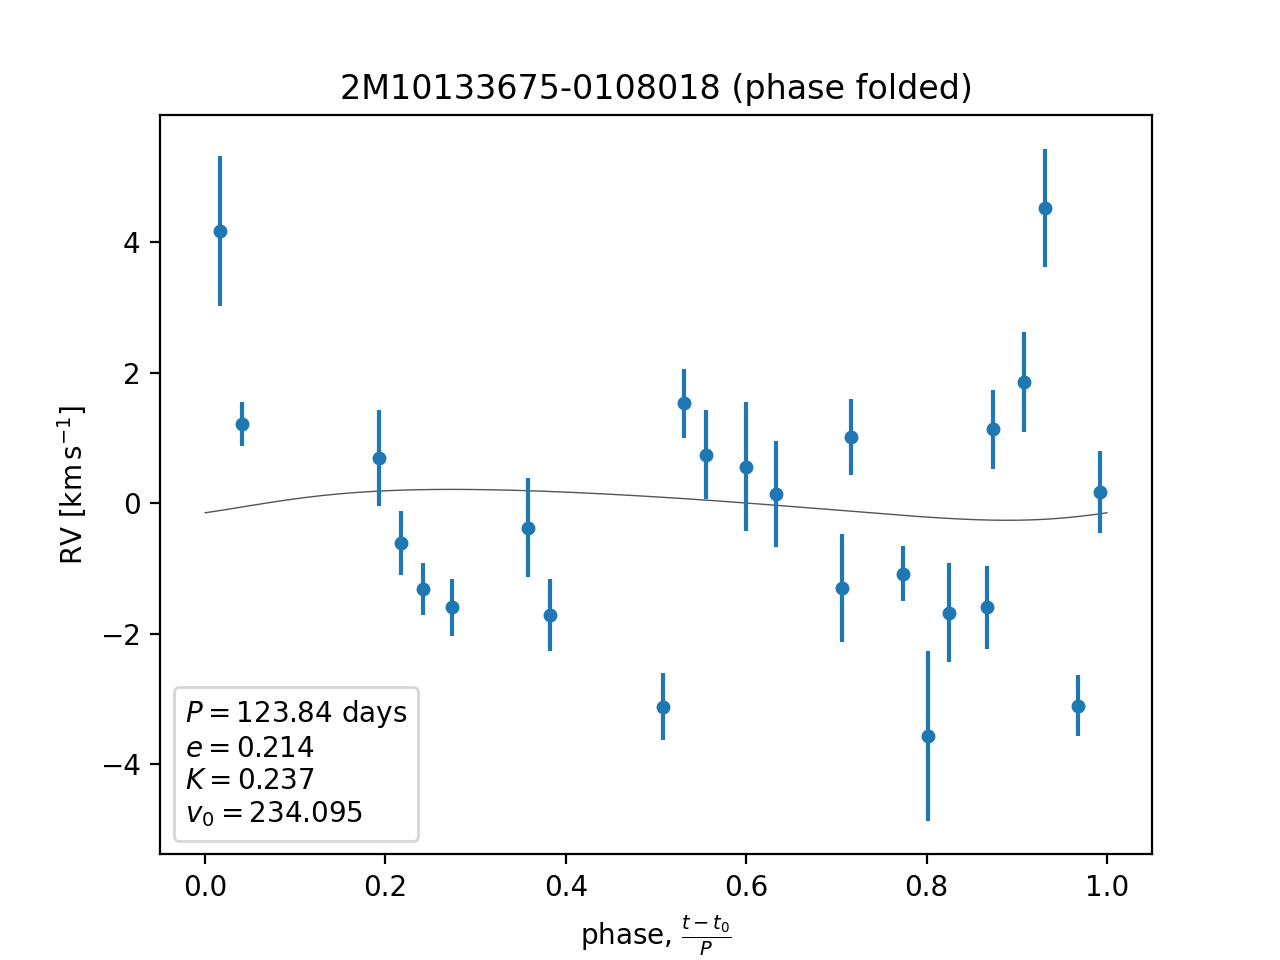 2M10133675-0108018 (phase folded)
RV [km s⁻¹]
4
2
0
−2
−4
P = 123.84 days
e = 0.214
K = 0.237
v₀ = 234.095
0.0 0.2 0.4 0.6 0.8 1.0
phase, (t − t₀)/P